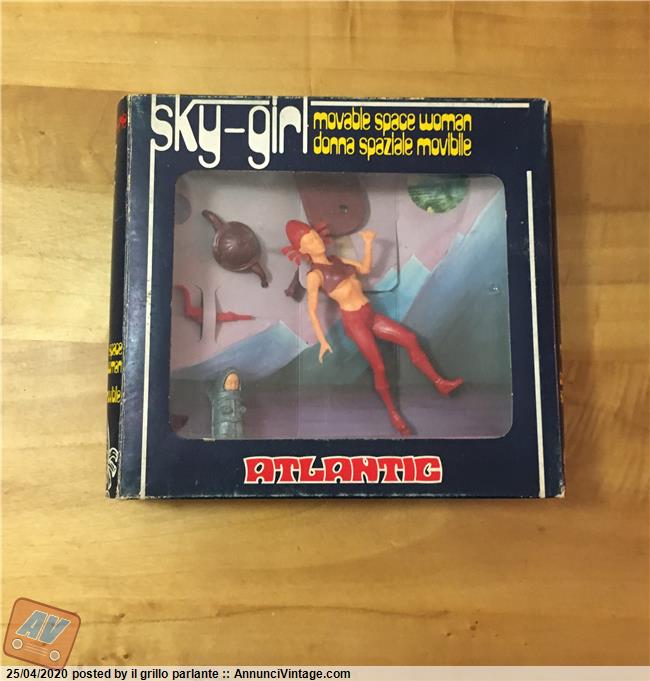 sky-girl
movable space woman
donna spaziale movibile
space
ATLANTIC
AV
25/04/2020 posted by il grillo parlante :: AnnunciVintage.com